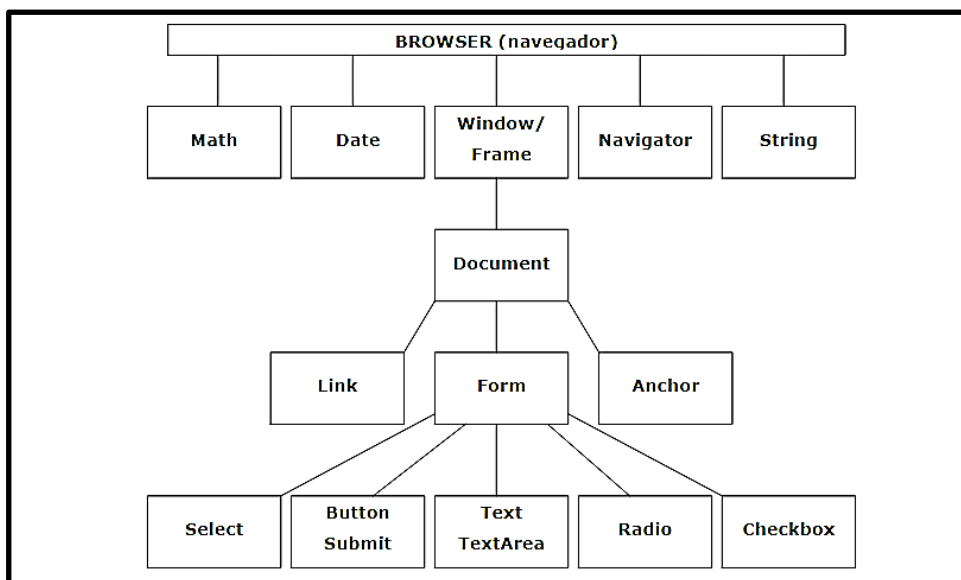 BROWSER (navegador)
Math
Date
Window/
Frame
Navigator
String
Document
Link
Form
Anchor
Select
Button
Submit
Text
TextArea
Radio
Checkbox